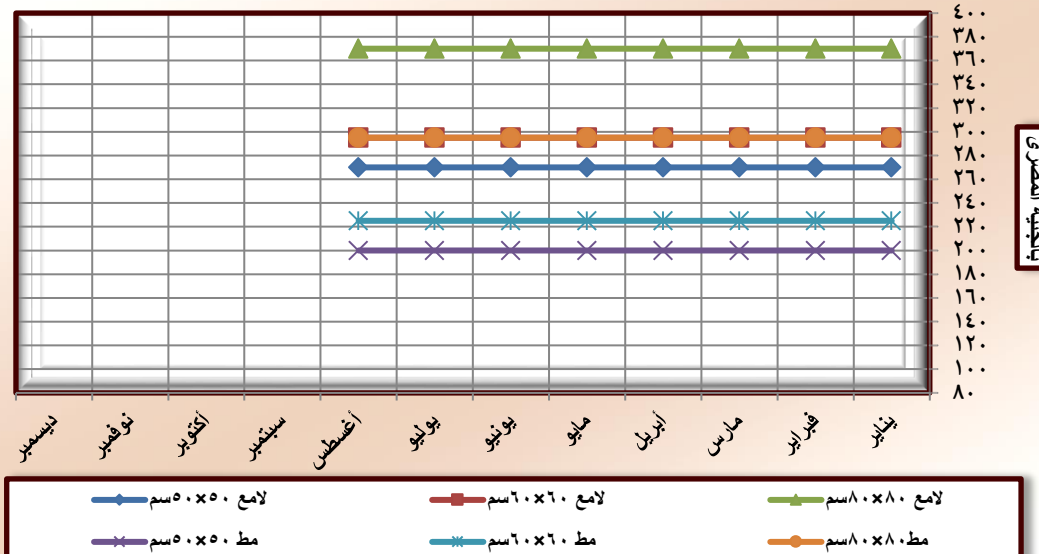 ٤٠٠
٣٨٠
٣٦٠
٣٤٠
٣٢٠
٣٠٠
٢٨٠
٢٦٠
٢٤٠
٢٢٠
٢٠٠
١٨٠
١٦٠
١٤٠
١٢٠
١٠٠
٨٠
بالجنية المصرى
يناير
فبراير
مارس
أبريل
مايو
يونيو
يوليو
أغسطس
سبتمبر
أكتوبر
نوفمبر
ديسمبر
لامع ٨٠×٨٠سم
لامع ٦٠×٦٠سم
لامع ٥٠×٥٠سم
مط٨٠×٨٠سم
مط ٦٠×٦٠سم
مط ٥٠×٥٠سم